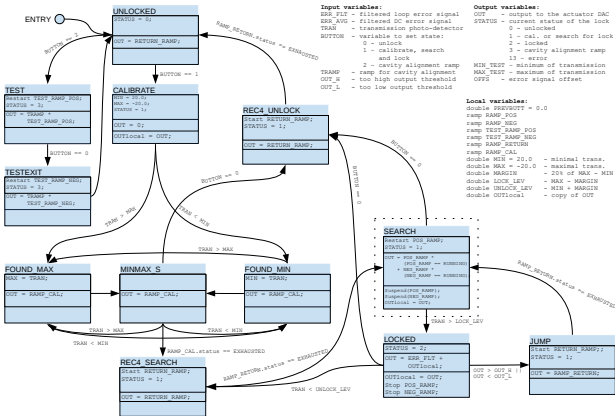 ENTRY
UNLOCKED
STATUS = 0;
OUT = RETURN_RAMP;
RAMP_RETURN.status == EXHAUSTED
BUTTON == 2
BUTTON == 1
TEST
Restart TEST_RAMP_POS;
STATUS = 3;
OUT = TRAMP *
TEST_RAMP_POS;
BUTTON == 0
TESTEXIT
Restart TEST_RAMP_NEG;
STATUS = 3;
OUT = TRAMP *
TEST_RAMP_NEG;
CALIBRATE
MIN = 20.0;
MAX = -20.0;
STATUS = 1;
OUT = 0;
OUTlocal = OUT;
REC4_UNLOCK
Start RETURN_RAMP;
STATUS = 1;
OUT = RETURN_RAMP;
BUTTON == 0
BUTTON == 0
BUTTON == 0
TRAN > MAX
TRAN < MIN
TRAN > MAX
FOUND_MAX
MAX = TRAN;
OUT = RAMP_CAL;
MINMAX_S
OUT = RAMP_CAL;
FOUND_MIN
MIN = TRAN;
OUT = RAMP_CAL;
TRAN > MAX
TRAN < MIN
TRAN < MIN
RAMP_CAL.status == EXHAUSTED
REC4_SEARCH
Start RETURN_RAMP;
STATUS = 1;
OUT = RETURN_RAMP;
RAMP_RETURN.status == EXHAUSTED
TRAN < UNLOCK_LEV
SEARCH
Restart POS_RAMP;
STATUS = 1;
OUT = POS_RAMP *
(POS_RAMP == RUNNING)
+ NEG_RAMP *
(NEG_RAMP == RUNNING)
Suspend(POS_RAMP);
Suspend(NEG_RAMP);
OUTlocal = OUT;
TRAN > LOCK_LEV
LOCKED
STATUS = 2;
OUT = ERR_FLT +
OUTlocal;
OUTlocal = OUT;
Stop POS_RAMP;
Stop NEG_RAMP;
OUT > OUT_H ||
OUT < OUT_L
RAMP_RETURN.status == EXHAUSTED
JUMP
Start RETURN_RAMP;;
STATUS = 1;
OUT = RAMP_RETURN;
Input variables:
ERR_FLT - filtered loop error signal
ERR_AVG - filtered DC error signal
TRAN - transmission photo-detector
BUTTON - variable to set state:
0 - unlock
1 - calibrate, search
and lock
2 - cavity alignment ramp
TRAMP - ramp for cavity alignment
OUT_H - too high output threshold
OUT_L - too low output threshold
Output variables:
OUT - output to the actuator DAC
STATUS - current status of the lock
0 - unlocked
1 - cal. or search for lock
2 - locked
3 - cavity alignment ramp
13 - error
MIN_TEST - minimum of transmission
MAX_TEST - maximum of transmission
OFFS - error signal offset
Local variables:
double PREVBUTT = 0.0
ramp RAMP_POS
ramp RAMP_NEG
ramp TEST_RAMP_POS
ramp TEST_RAMP_NEG
ramp RAMP_RETURN
ramp RAMP_CAL
double MIN = 20.0 - minimal trans.
double MAX = -20.0 - maximal trans.
double MARGIN - 20% of MAX - MIN
double LOCK_LEV - MAX - MARGIN
double UNLOCK_LEV - MIN + MARGIN
double OUTlocal - copy of OUT